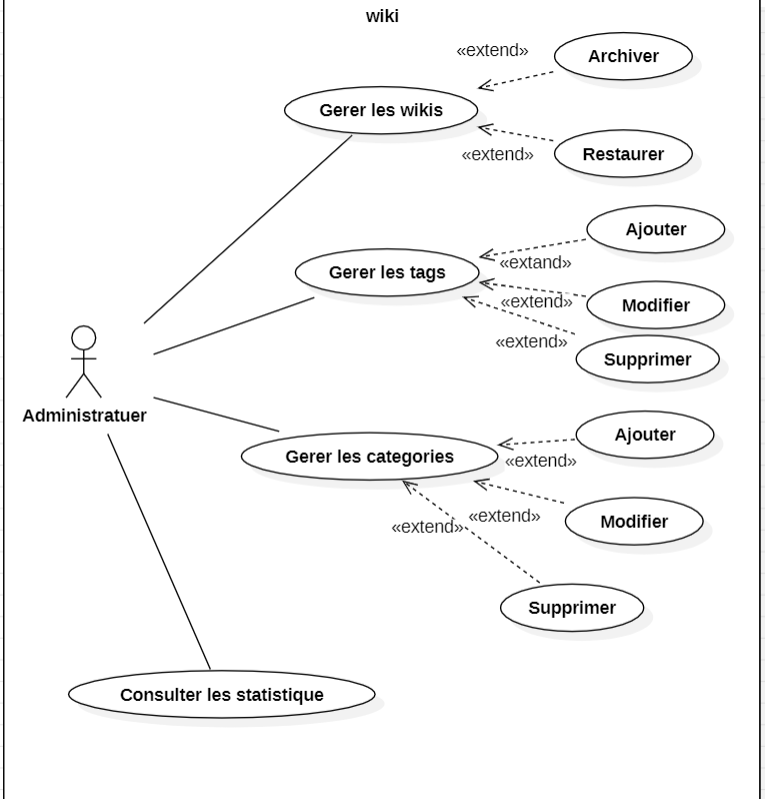 wiki
«extend»
Archiver
Gerer les wikis
«extend»
Restaurer
Ajouter
«extand»
Gerer les tags
«extend»
Modifier
«extend»
Supprimer
Administratuer
Ajouter
Gerer les categories
«extend»
«extend»
«extend»
Modifier
Supprimer
Consulter les statistique